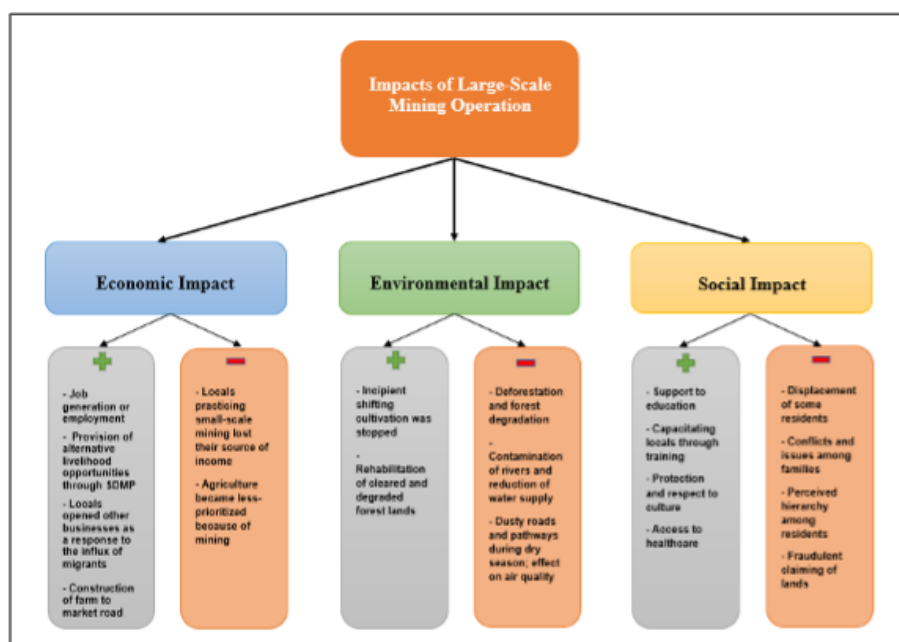 Impacts of Large-Scale
Mining Operation
Economic Impact
Environmental Impact
Social Impact
- Job
generation or
employment
- Provision of
alternative
livelihood
opportunities
through SDMP
- Locals
opened other
businesses as
a response to
the influx of
migrants
- Construction
of farm to
market road
- Locals
practicing
small-scale
mining lost
their source of
income
- Agriculture
became less-
prioritized
because of
mining
- Incipient
shifting
cultivation was
stopped
-
Rehabilitation
of cleared and
degraded
forest lands
- Deforestation
and forest
degradation
-
Contamination
of rivers and
reduction of
water supply
- Dusty roads
and pathways
during dry
season; effect
on air quality
- Support to
education
- Capacitating
locals through
training
- Protection
and respect to
culture
- Access to
healthcare
- Displacement
of some
residents
- Conflicts and
issues among
families
- Perceived
hierarchy
among
residents
- Fraudulent
claiming of
lands